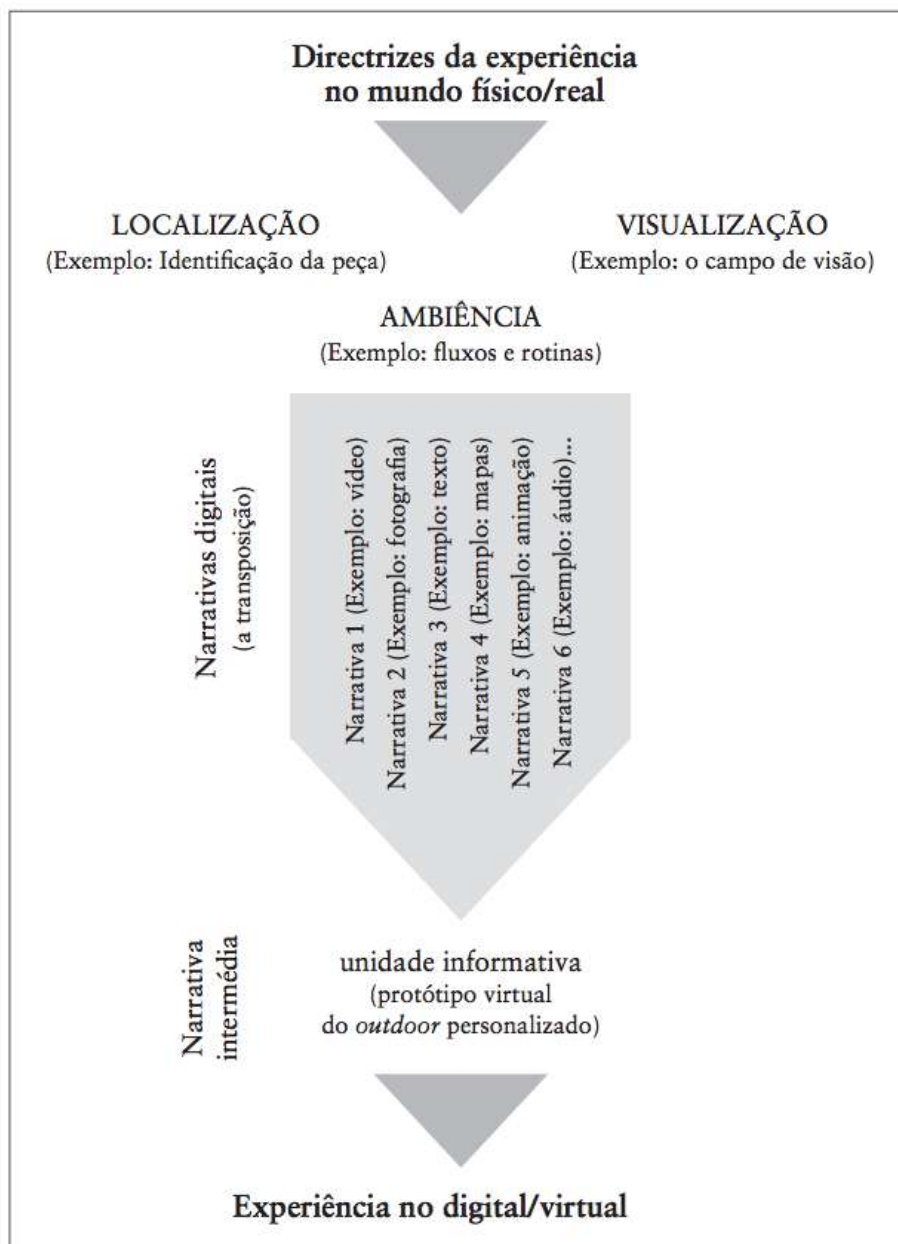 Directrizes da experiência
no mundo físico/real
LOCALIZAÇÃO
(Exemplo: Identificação da peça)
VISUALIZAÇÃO
(Exemplo: o campo de visão)
AMBIÊNCIA
(Exemplo: fluxos e rotinas)
Narrativas digitais
(a transposição)
Narrativa 1 (Exemplo: vídeo)
Narrativa 2 (Exemplo: fotografia)
Narrativa 3 (Exemplo: texto)
Narrativa 4 (Exemplo: mapas)
Narrativa 5 (Exemplo: animação)
Narrativa 6 (Exemplo: áudio)...
Narrativa
intermédia
unidade informativa
(protótipo virtual
do outdoor personalizado)
Experiência no digital/virtual